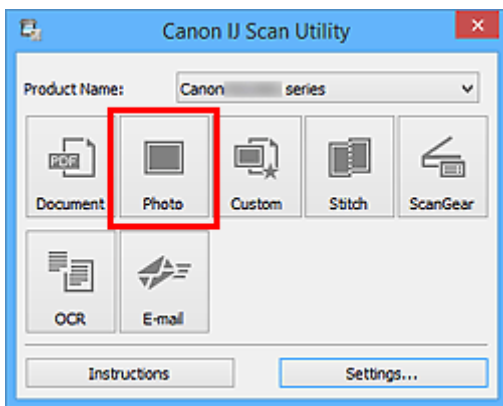 Canon IJ Scan Utility
Product Name: Canon series
PDF
Document Photo Custom Stitch ScanGear
OCR E-mail
Instructions Settings...